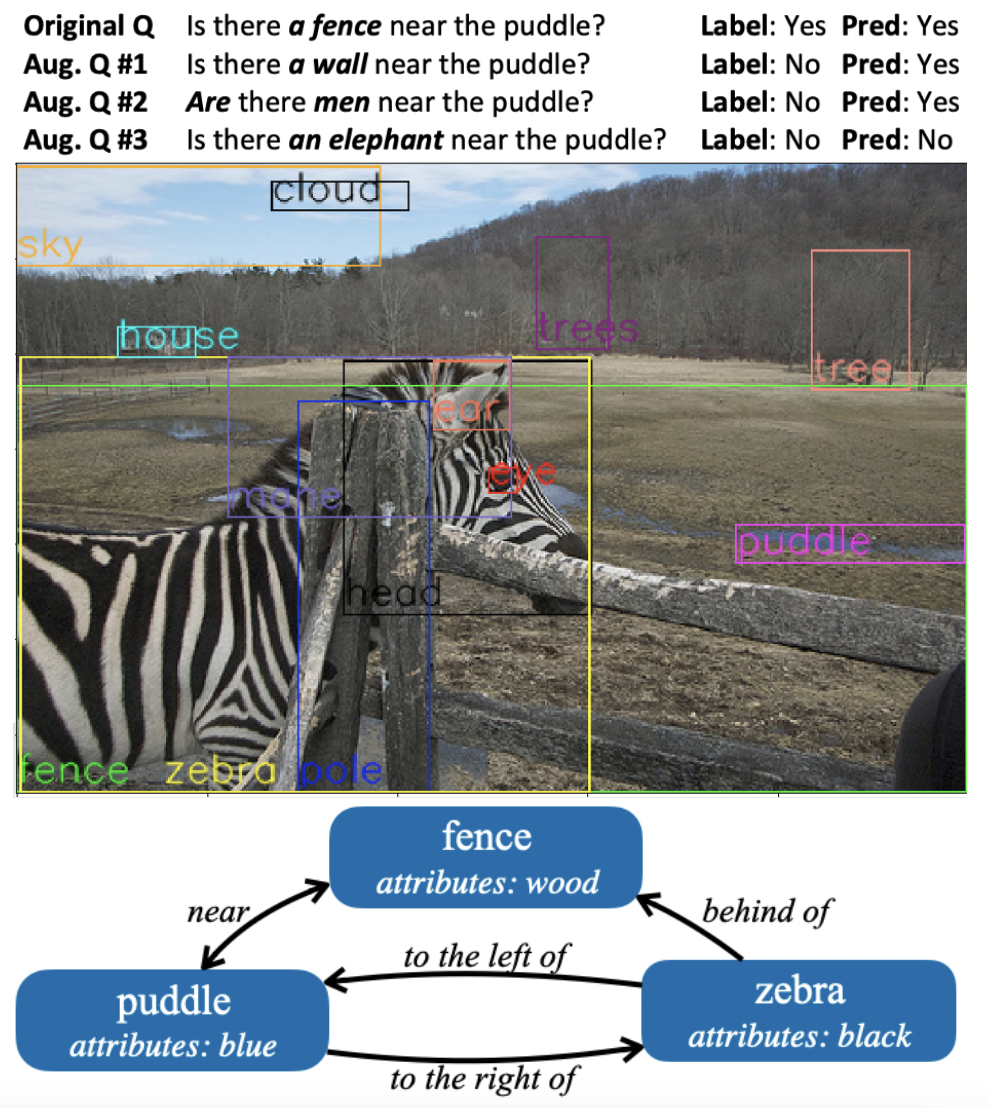 Original Q Is there a fence near the puddle? Label: Yes Pred: Yes
Aug. Q #1 Is there a wall near the puddle? Label: No Pred: Yes
Aug. Q #2 Are there men near the puddle? Label: No Pred: Yes
Aug. Q #3 Is there an elephant near the puddle? Label: No Pred: No
cloud
sky
house
trees
tree
ear
eye
mane
puddle
head
fence zebra pole
fence
attributes: wood
near
behind of
to the left of
puddle
attributes: blue
zebra
attributes: black
to the right of